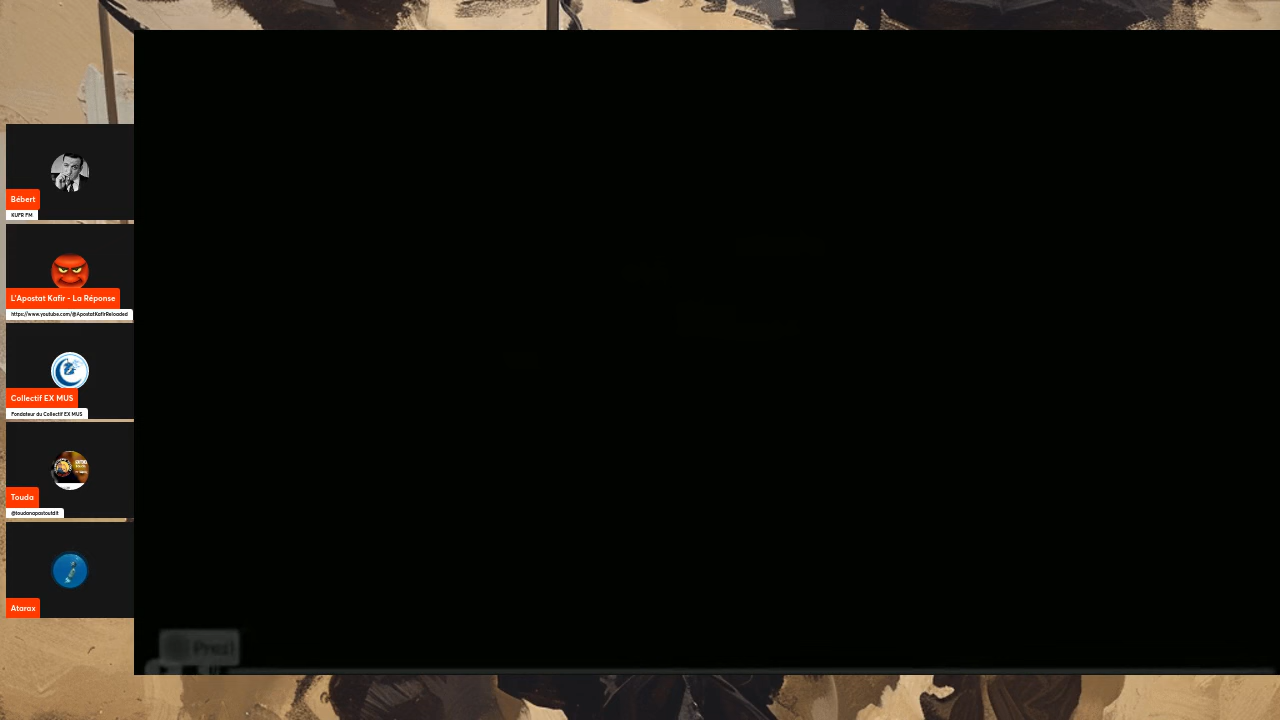 Bébert
KUFR FM
L'Apostat Kafir - La Réponse
https://www.youtube.com/@ApostatKafirReloaded
Collectif EX MUS
Fondateur du Collectif EX MUS
Touda
@toudanapastoutdit
Atarax